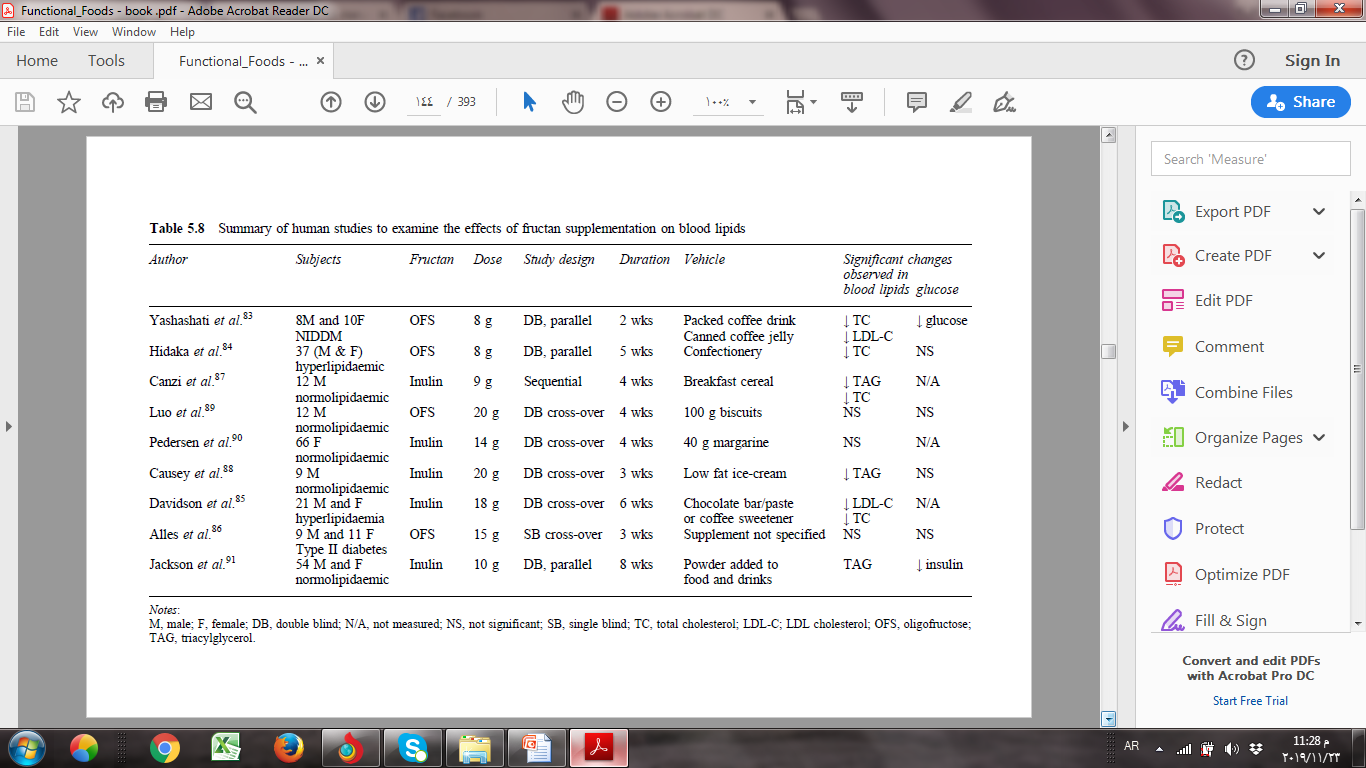 Functional_Foods - book .pdf - Adobe Acrobat Reader DC
File Edit View Window Help
Home Tools Functional_Foods - ... × Sign In
١٤٤ / 393 ١٠٠٪ Share
Table 5.8 Summary of human studies to examine the effects of fructan supplementation on blood lipids
Author Subjects Fructan Dose Study design Duration Vehicle Significant changes
observed in
blood lipids glucose
Yashashati et al.83 8M and 10F OFS 8 g DB, parallel 2 wks Packed coffee drink ↓ TC ↓ glucose
NIDDM Canned coffee jelly ↓ LDL-C
Hidaka et al.84 37 (M & F) OFS 8 g DB, parallel 5 wks Confectionery ↓ TC NS
hyperlipidaemic
Canzi et al.87 12 M Inulin 9 g Sequential 4 wks Breakfast cereal ↓ TAG N/A
normolipidaemic ↓ TC
Luo et al.89 12 M OFS 20 g DB cross-over 4 wks 100 g biscuits NS NS
normolipidaemic
Pedersen et al.90 66 F Inulin 14 g DB cross-over 4 wks 40 g margarine NS N/A
normolipidaemic
Causey et al.88 9 M Inulin 20 g DB cross-over 3 wks Low fat ice-cream ↓ TAG NS
normolipidaemic
Davidson et al.85 21 M and F Inulin 18 g DB cross-over 6 wks Chocolate bar/paste ↓ LDL-C N/A
hyperlipidaemia or coffee sweetener ↓ TC
Alles et al.86 9 M and 11 F OFS 15 g SB cross-over 3 wks Supplement not specified NS NS
Type II diabetes
Jackson et al.91 54 M and F Inulin 10 g DB, parallel 8 wks Powder added to TAG ↓ insulin
normolipidaemic food and drinks
Notes:
M, male; F, female; DB, double blind; N/A, not measured; NS, not significant; SB, single blind; TC, total cholesterol; LDL-C; LDL cholesterol; OFS, oligofructose;
TAG, triacylglycerol.
Search 'Measure'
Export PDF
Create PDF
Edit PDF
Comment
Combine Files
Organize Pages
Redact
Protect
Optimize PDF
Fill & Sign
Convert and edit PDFs
with Acrobat Pro DC
Start Free Trial
AR
11:28 م
٢٠١٩/١١/٢٣